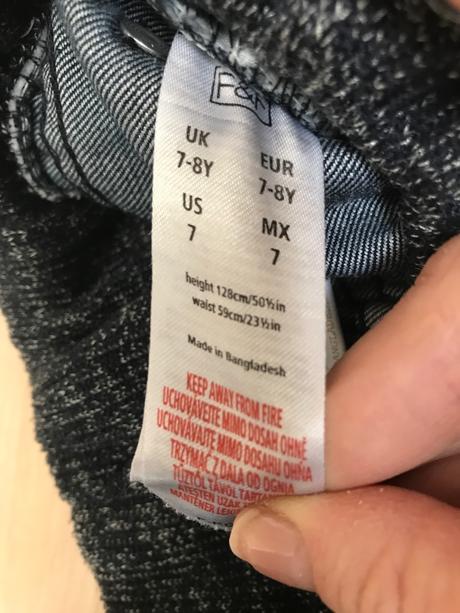 F&F
UK
7-8Y
EUR
7-8Y
US
7
MX
7
height 128cm/50½in
waist 59cm/23½in
Made in Bangladesh
KEEP AWAY FROM FIRE
UCHOVÁVEJTE MIMO DOSAH OHNĚ
UCHOVÁVAJTE MIMO DOSAHU OHŇA
TRZYMAĆ Z DALA OD OGNIA
TŰZTŐL TÁVOL
ATEŞTEN UZAK